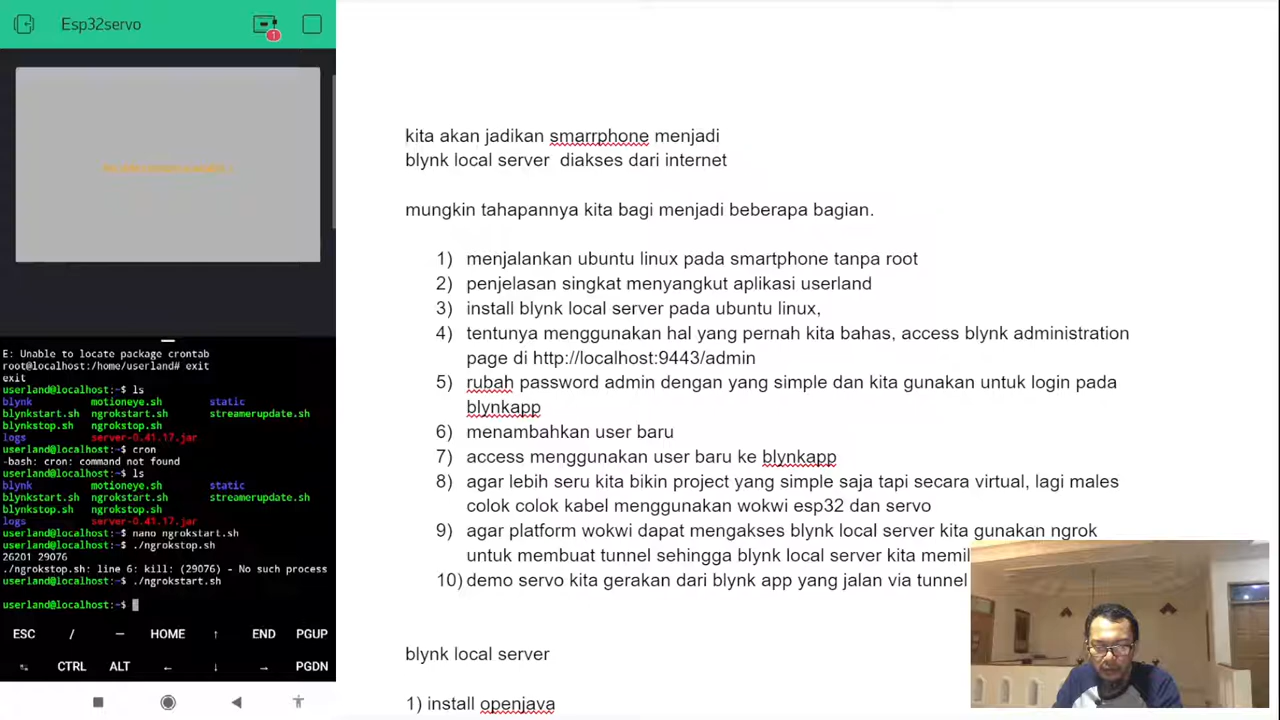 Esp32servo
1
E: Unable to locate package crontab
root@localhost:/home/userland# exit
exit
userland@localhost:~$ ls
blynk motioneye.sh static
blynkstart.sh ngrokstart.sh streamerupdate.sh
blynkstop.sh ngrokstop.sh
logs server-0.41.17.jar
userland@localhost:~$ cron
-bash: cron: command not found
userland@localhost:~$ ls
blynk motioneye.sh static
blynkstart.sh ngrokstart.sh streamerupdate.sh
blynkstop.sh ngrokstop.sh
logs server-0.41.17.jar
userland@localhost:~$ nano ngrokstart.sh
userland@localhost:~$ ./ngrokstop.sh
26201 29076
./ngrokstop.sh: line 6: kill: (29076) - No such process
userland@localhost:~$ ./ngrokstart.sh
userland@localhost:~$
ESC / — HOME ↑ END PGUP
CTRL ALT ← ↓ → PGDN
kita akan jadikan smarrphone menjadi
blynk local server diakses dari internet
mungkin tahapannya kita bagi menjadi beberapa bagian.
1) menjalankan ubuntu linux pada smartphone tanpa root
2) penjelasan singkat menyangkut aplikasi userland
3) install blynk local server pada ubuntu linux,
4) tentunya menggunakan hal yang pernah kita bahas, access blynk administration
page di http://localhost:9443/admin
5) rubah password admin dengan yang simple dan kita gunakan untuk login pada
blynkapp
6) menambahkan user baru
7) access menggunakan user baru ke blynkapp
8) agar lebih seru kita bikin project yang simple saja tapi secara virtual, lagi males
colok colok kabel menggunakan wokwi esp32 dan servo
9) agar platform wokwi dapat mengakses blynk local server kita gunakan ngrok
untuk membuat tunnel sehingga blynk local server kita
10) demo servo kita gerakan dari blynk app yang jalan via tunnel
blynk local server
1) install openjava